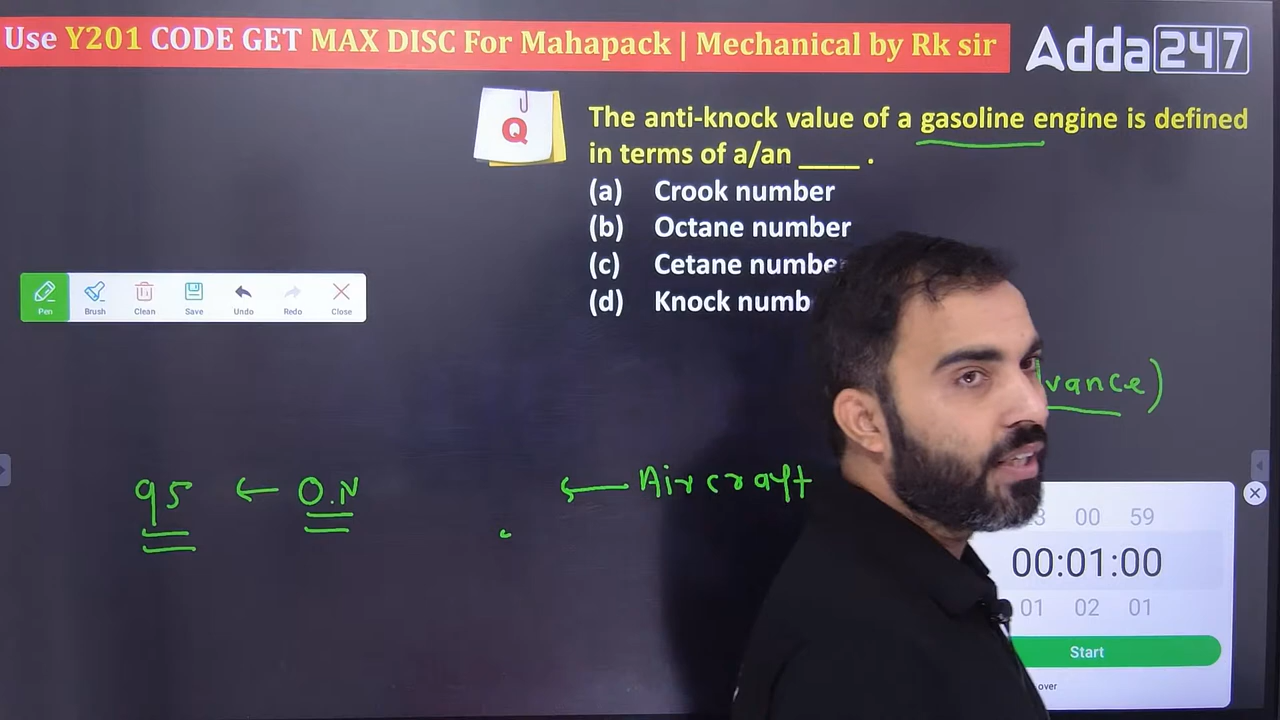 Use Y201 CODE GET MAX DISC For Mahapack | Mechanical by Rk sir
Adda247
Q
The anti-knock value of a gasoline engine is defined
in terms of a/an ____ .
(a) Crook number
(b) Octane number
(c) Cetane numbe
(d) Knock numb
Pen Brush Clean Save Undo Redo Close
vance)
95 ← O.N ← Aircraft
3 00 59
00:01:00
01 02 01
Start
over